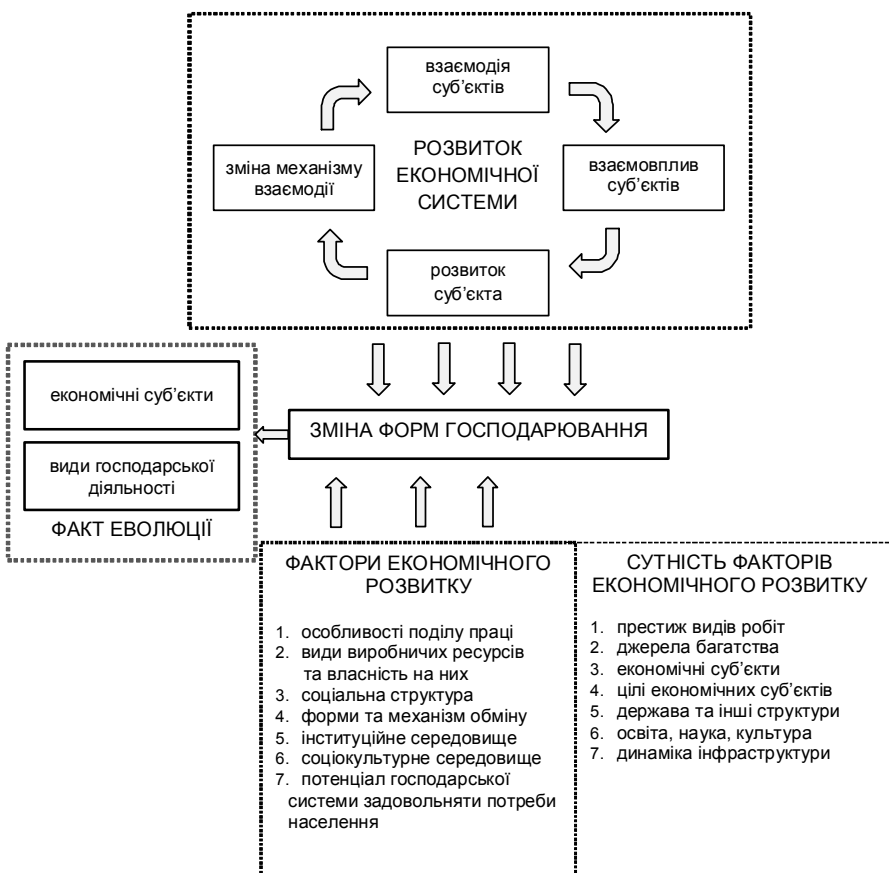 взаємодія
суб’єктів
РОЗВИТОК
ЕКОНОМІЧНОЇ
СИСТЕМИ
зміна механізму
взаємодії
взаємовплив
суб’єктів
розвиток
суб’єкта
економічні суб’єкти
види господарської
діяльності
ФАКТ ЕВОЛЮЦІЇ
ЗМІНА ФОРМ ГОСПОДАРЮВАННЯ
ФАКТОРИ ЕКОНОМІЧНОГО
РОЗВИТКУ
1. особливості поділу праці
2. види виробничих ресурсів
та власність на них
3. соціальна структура
4. форми та механізм обміну
5. інституційне середовище
6. соціокультурне середовище
7. потенціал господарської
системи задовольняти потреби
населення
СУТНІСТЬ ФАКТОРІВ
ЕКОНОМІЧНОГО РОЗВИТКУ
1. престиж видів робіт
2. джерела багатства
3. економічні суб’єкти
4. цілі економічних суб’єктів
5. держава та інші структури
6. освіта, наука, культура
7. динаміка інфраструктури